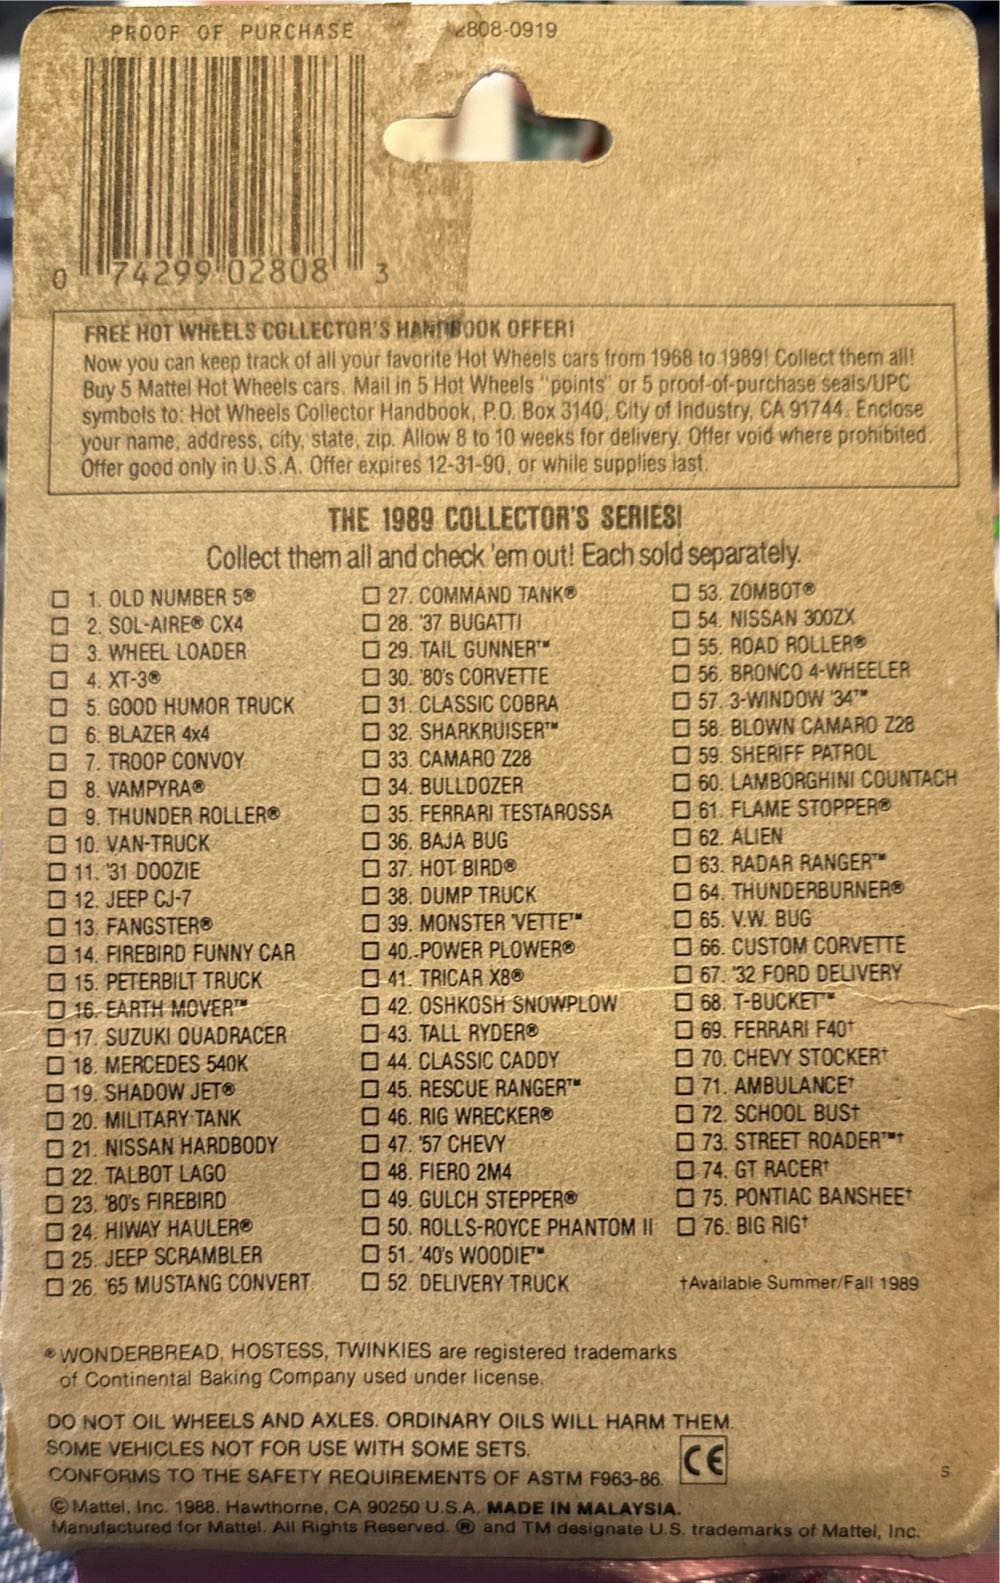 PROOF OF PURCHASE 2808-0919
0 74299 02808 3
FREE HOT WHEELS COLLECTOR'S HANDBOOK OFFER!
Now you can keep track of all your favorite Hot Wheels cars from 1968 to 1989! Collect them all!
Buy 5 Mattel Hot Wheels cars. Mail in 5 Hot Wheels "points" or 5 proof-of-purchase seals/UPC
symbols to: Hot Wheels Collector Handbook, P.O. Box 3140, City of Industry, CA 91744. Enclose
your name, address, city, state, zip. Allow 8 to 10 weeks for delivery. Offer void where prohibited.
Offer good only in U.S.A. Offer expires 12-31-90, or while supplies last.
THE 1989 COLLECTOR'S SERIES!
Collect them all and check 'em out! Each sold separately.
1. OLD NUMBER 5®
2. SOL-AIRE® CX4
3. WHEEL LOADER
4. XT-3®
5. GOOD HUMOR TRUCK
6. BLAZER 4x4
7. TROOP CONVOY
8. VAMPYRA®
9. THUNDER ROLLER®
10. VAN-TRUCK
11. '31 DOOZIE
12. JEEP CJ-7
13. FANGSTER®
14. FIREBIRD FUNNY CAR
15. PETERBILT TRUCK
16. EARTH MOVER™
17. SUZUKI QUADRACER
18. MERCEDES 540K
19. SHADOW JET®
20. MILITARY TANK
21. NISSAN HARDBODY
22. TALBOT LAGO
23. '80's FIREBIRD
24. HIWAY HAULER®
25. JEEP SCRAMBLER
26. '65 MUSTANG CONVERT
27. COMMAND TANK®
28. '37 BUGATTI
29. TAIL GUNNER™
30. '80's CORVETTE
31. CLASSIC COBRA
32. SHARKRUISER™
33. CAMARO Z28
34. BULLDOZER
35. FERRARI TESTAROSSA
36. BAJA BUG
37. HOT BIRD®
38. DUMP TRUCK
39. MONSTER 'VETTE™
40. POWER PLOWER®
41. TRICAR X8®
42. OSHKOSH SNOWPLOW
43. TALL RYDER®
44. CLASSIC CADDY
45. RESCUE RANGER™
46. RIG WRECKER®
47. '57 CHEVY
48. FIERO 2M4
49. GULCH STEPPER®
50. ROLLS-ROYCE PHANTOM II
51. '40's WOODIE™
52. DELIVERY TRUCK
53. ZOMBOT®
54. NISSAN 300ZX
55. ROAD ROLLER®
56. BRONCO 4-WHEELER
57. 3-WINDOW '34™
58. BLOWN CAMARO Z28
59. SHERIFF PATROL
60. LAMBORGHINI COUNTACH
61. FLAME STOPPER®
62. ALIEN
63. RADAR RANGER™
64. THUNDERBURNER®
65. V.W. BUG
66. CUSTOM CORVETTE
67. '32 FORD DELIVERY
68. T-BUCKET™
69. FERRARI F40†
70. CHEVY STOCKER†
71. AMBULANCE†
72. SCHOOL BUS†
73. STREET ROADER™†
74. GT RACER†
75. PONTIAC BANSHEE†
76. BIG RIG†
†Available Summer/Fall 1989
® WONDERBREAD, HOSTESS, TWINKIES are registered trademarks
of Continental Baking Company used under license.
DO NOT OIL WHEELS AND AXLES. ORDINARY OILS WILL HARM THEM.
SOME VEHICLES NOT FOR USE WITH SOME SETS.
CONFORMS TO THE SAFETY REQUIREMENTS OF ASTM F963-86. CE
S
© Mattel, Inc. 1988. Hawthorne, CA 90250 U.S.A. MADE IN MALAYSIA.
Manufactured for Mattel. All Rights Reserved. ® and TM designate U.S. trademarks of Mattel, Inc.